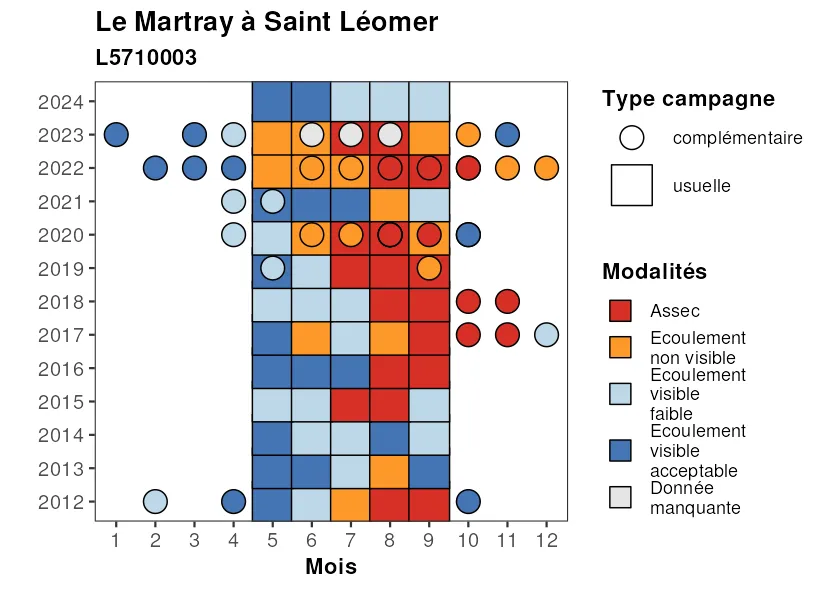 Le Martray à Saint Léomer
L5710003
2024
2023
2022
2021
2020
2019
2018
2017
2016
2015
2014
2013
2012
1 2 3 4 5 6 7 8 9 10 11 12
Mois
Type campagne
complémentaire
usuelle
Modalités
Assec
Ecoulement
non visible
Ecoulement
visible
faible
Ecoulement
visible
acceptable
Donnée
manquante